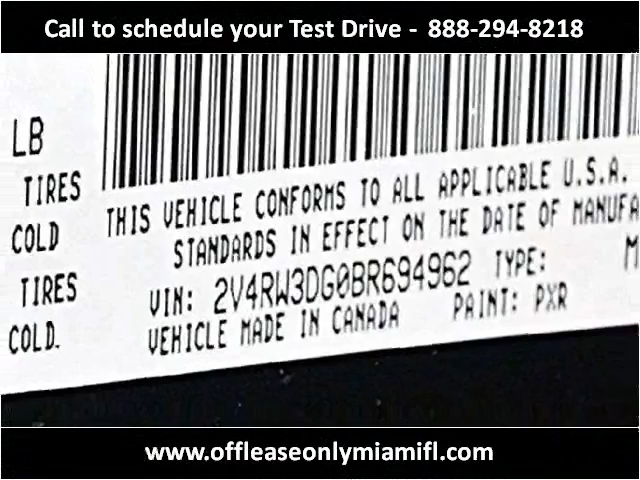 Call to schedule your Test Drive - 888-294-8218
LB
TIRES
THIS VEHICLE CONFORMS TO ALL APPLICABLE U.S.A.
COLD
STANDARDS IN EFFECT ON THE DATE OF MANUFA
TIRES
VIN: 2V4RW3DG0BR694962 TYPE: M
COLD.
VEHICLE MADE IN CANADA PAINT: PXR
www.offleaseonlymiamifl.com